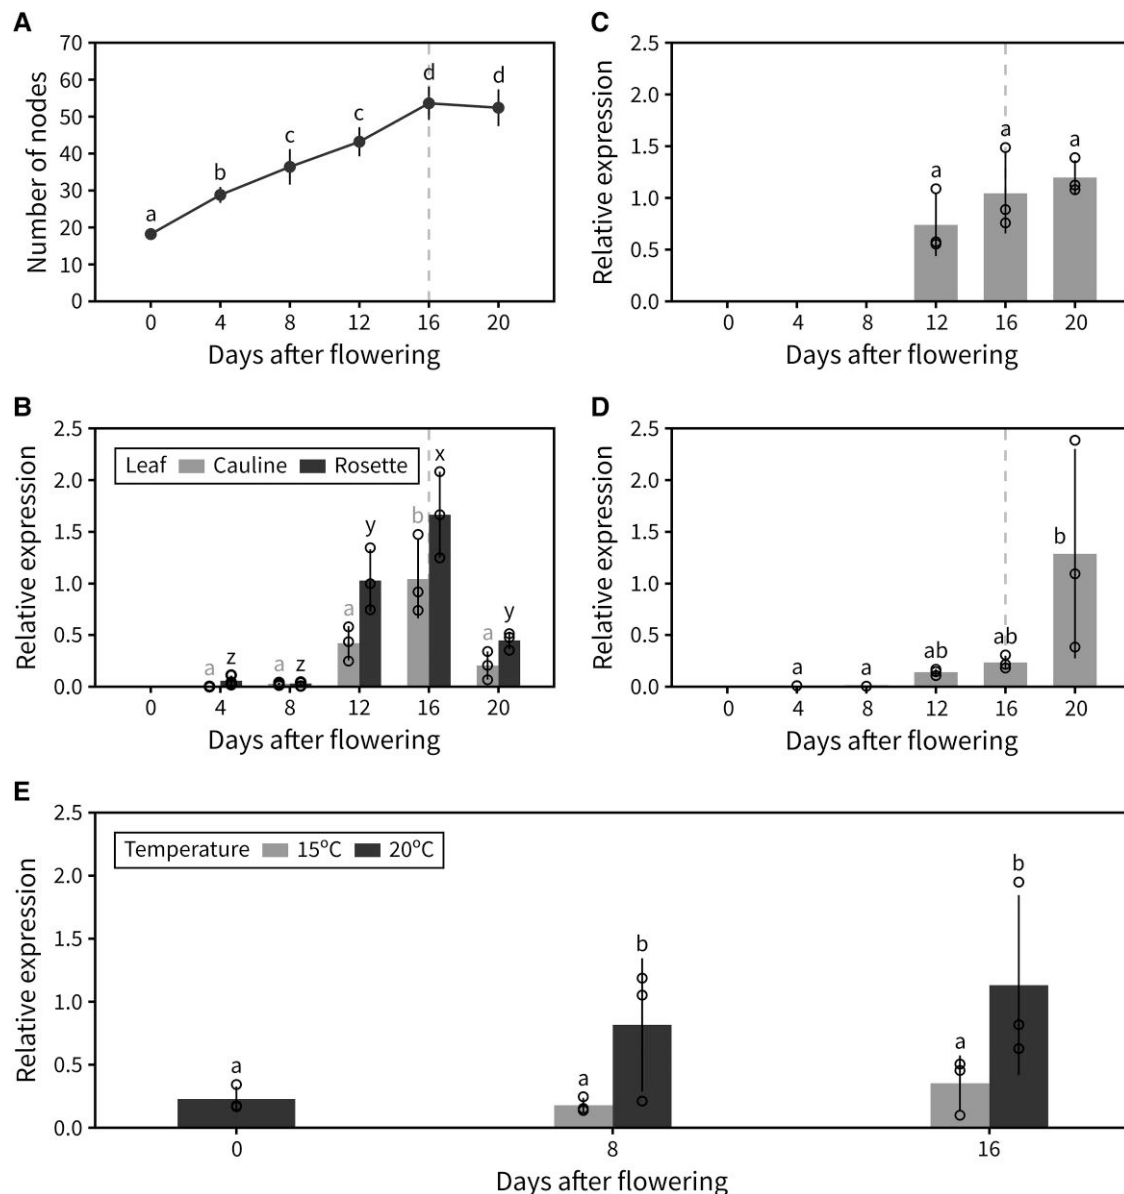 A
70
60
50
40
30
20
10
0
Number of nodes
a
b
c
c
d
d
0 4 8 12 16 20
Days after flowering
C
2.5
2.0
1.5
1.0
0.5
0.0
Relative expression
a
a
a
0 4 8 12 16 20
Days after flowering
B
2.5
2.0
1.5
1.0
0.5
0.0
Relative expression
Leaf Cauline Rosette
a z
a z
a y
b x
a y
0 4 8 12 16 20
Days after flowering
D
2.5
2.0
1.5
1.0
0.5
0.0
Relative expression
a
a
ab
ab
b
0 4 8 12 16 20
Days after flowering
E
2.5
2.0
1.5
1.0
0.5
0.0
Relative expression
Temperature 15°C 20°C
a
a b
a b
0 8 16
Days after flowering